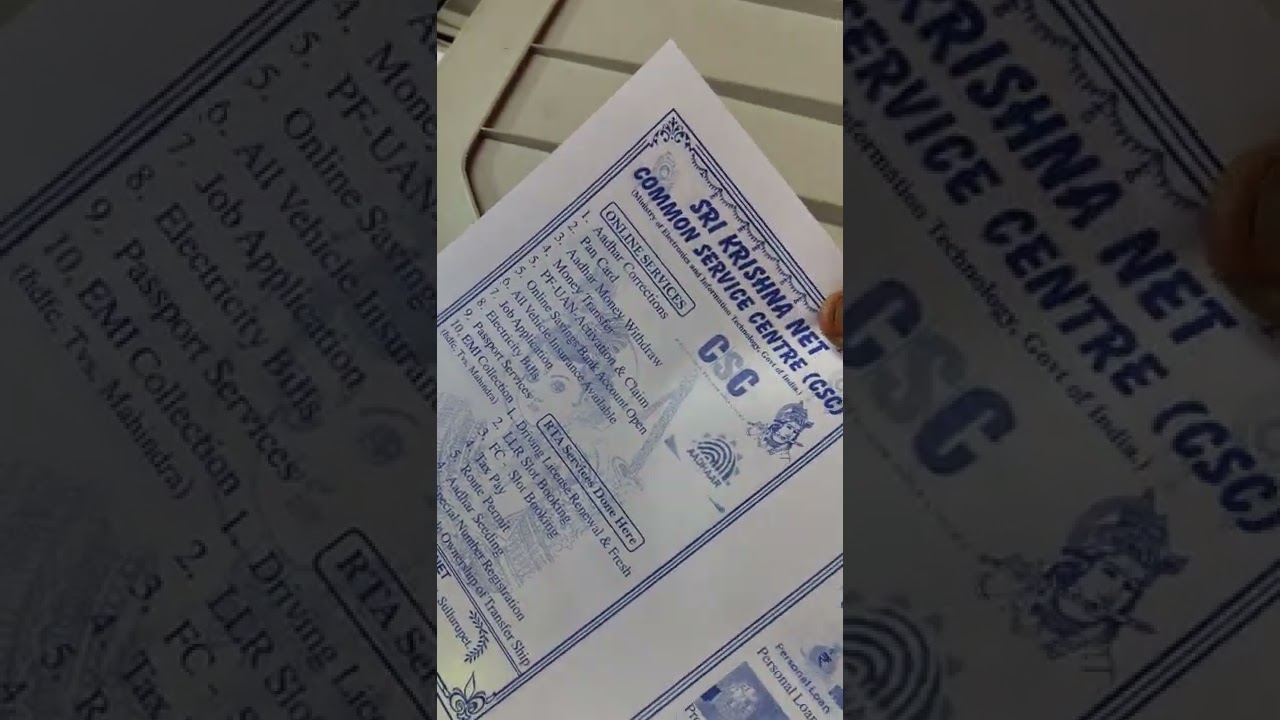 SRI KRISHNA NET
COMMON SERVICE CENTRE (CSC)
(Ministry of Electronics and Information Technology, Govt of India.)
ONLINE SERVICES
1. Aadhar Corrections
2. Pan Card
3. Aadhar Money Withdraw
4. Money Transfer
5. PF-UAN Activation & Claim
5. Online Savings Bank Account Open
6. All Vehicle Insurance Available
7. Job Application
8. Electricity Bills
9. Passport Services
10. EMI Collection
(hdfc, Tvs, Mahindra)
CSC
AADHAAR
RTA Services Done Here
1. Driving License Renewal & Fresh
2. LLR Slot Booking
3. FC - Slot Booking
4. Tax Pay
5. Route Permit
4. Aadhar Seeding
Special Number Registration
Ownership of Transfer Ship
NET
Sullurpet
Personal Loan
Personal Loan